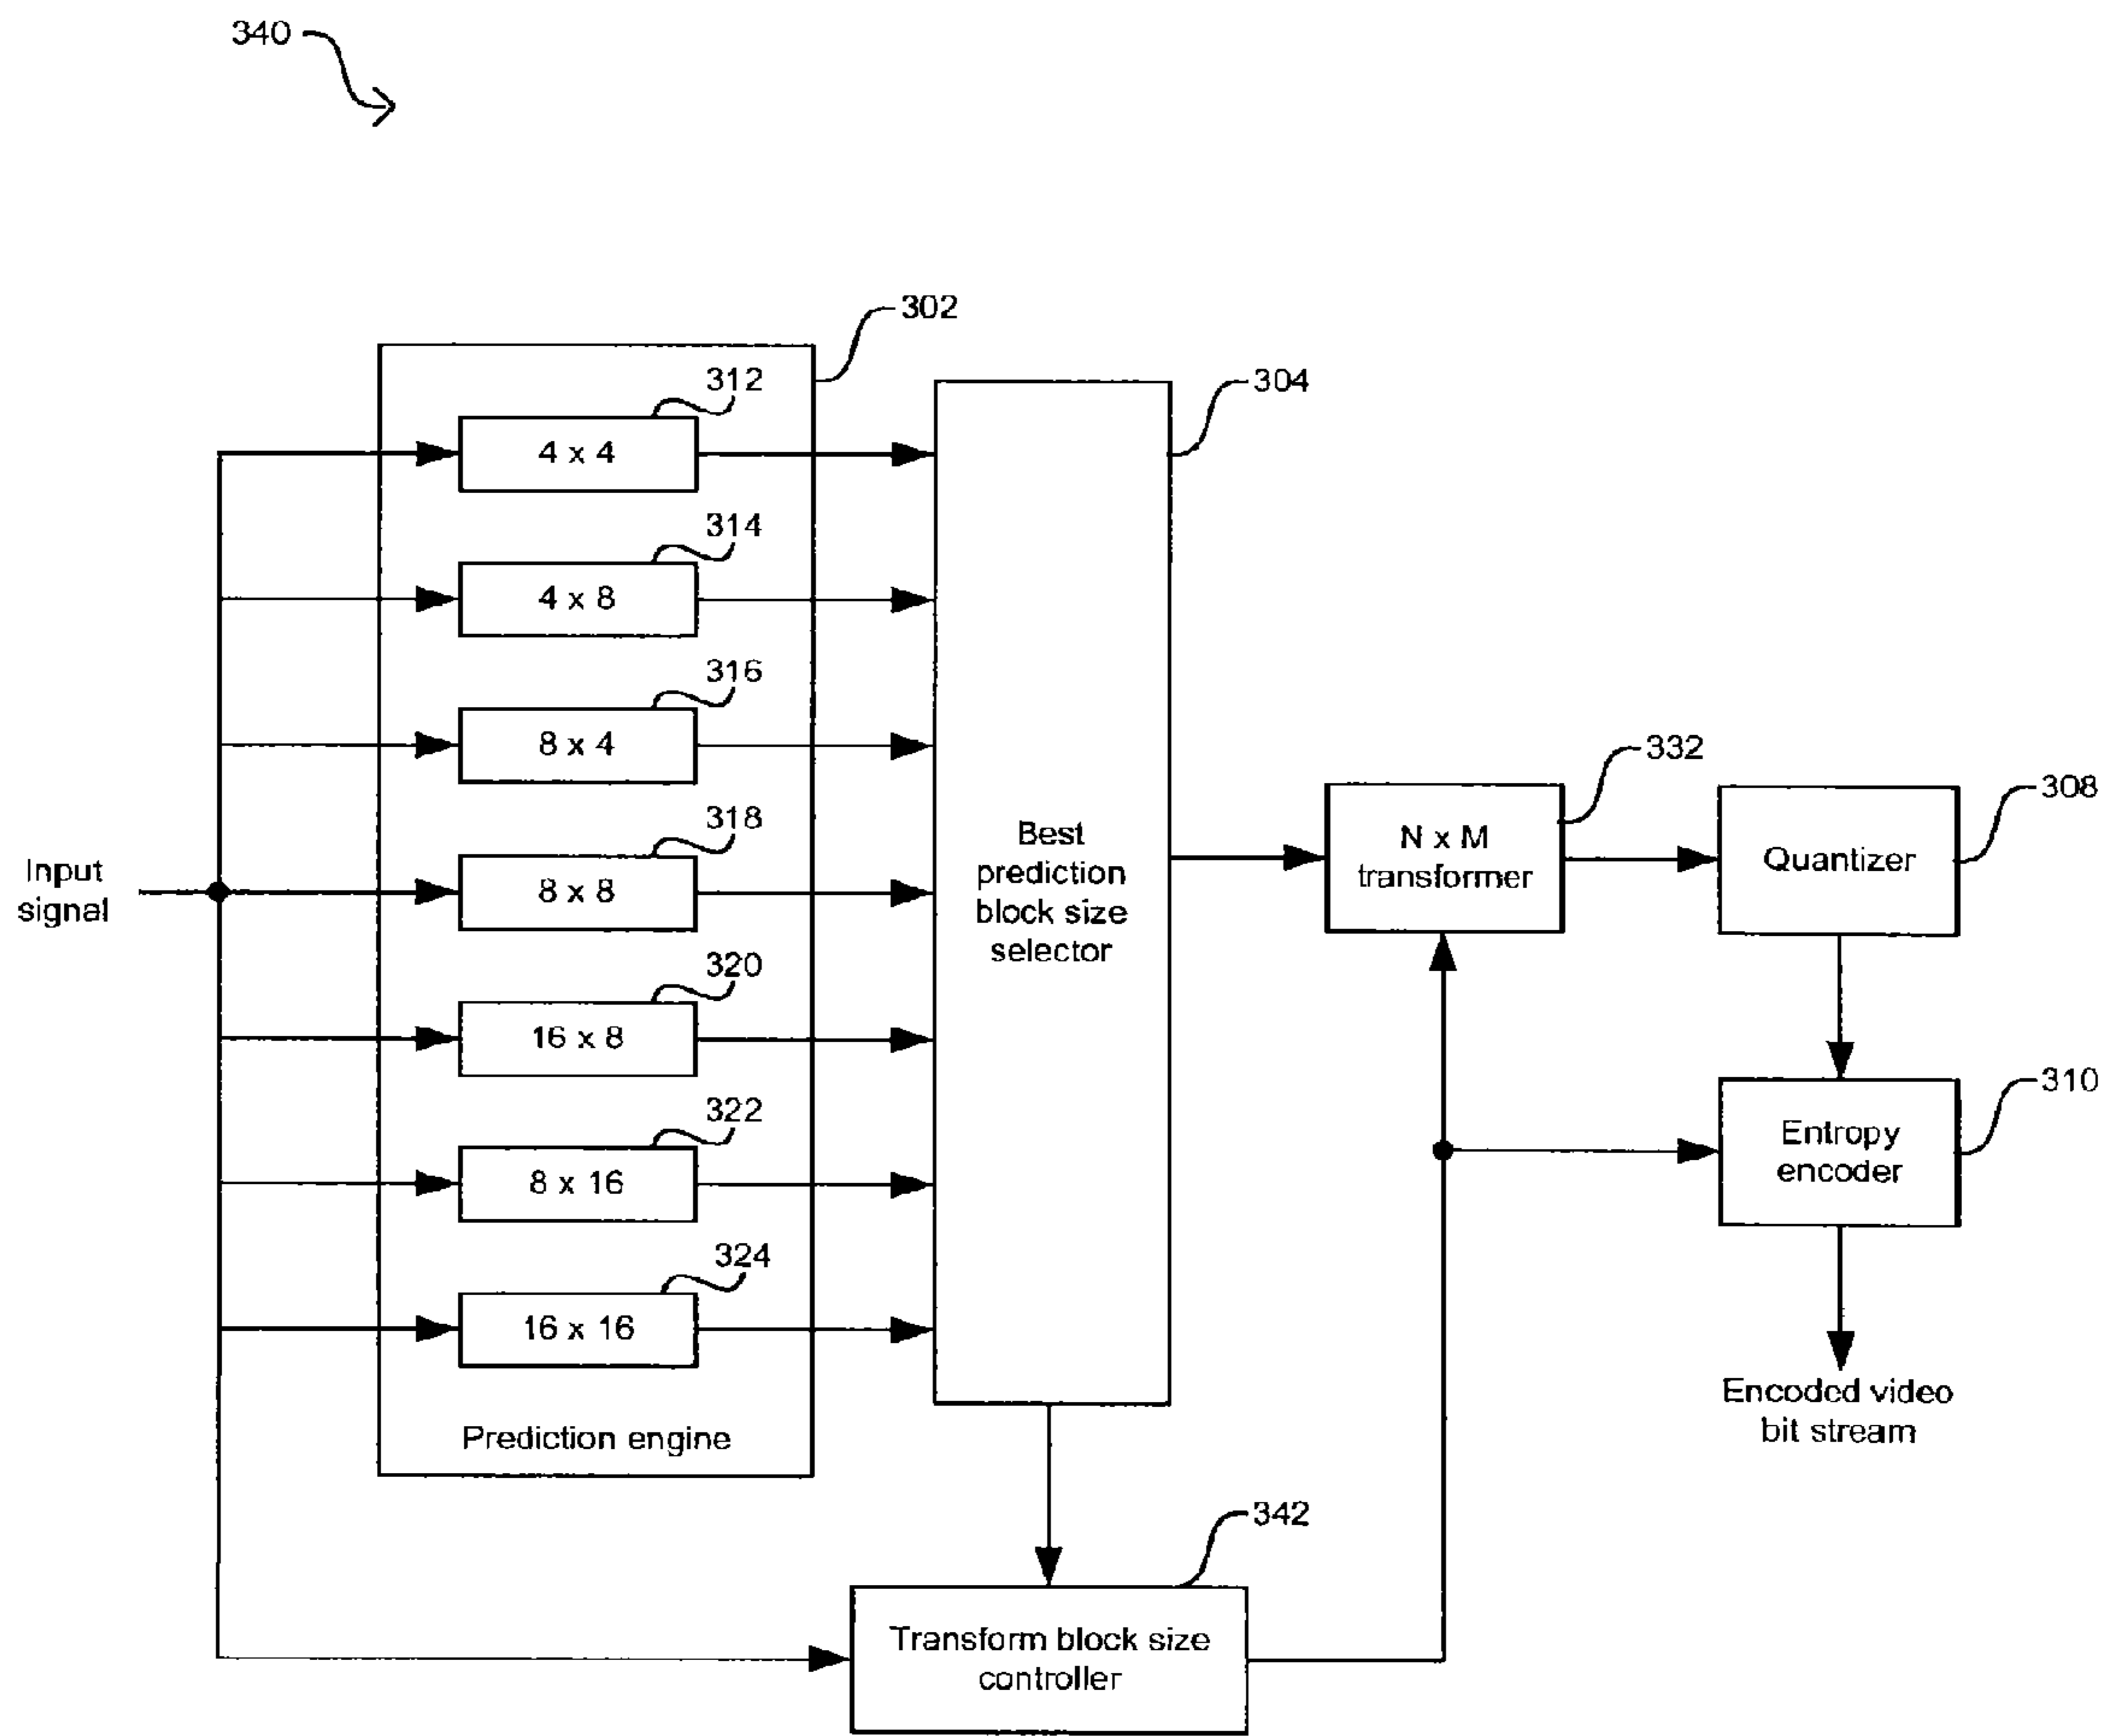 340
302
312
304
4 x 4
314
4 x 8
316
8 x 4
332
308
318
Input
signal
8 x 8
Best
prediction
block size
selector
N x M
transformer
Quantizer
320
16 x 8
310
322
8 x 16
Entropy
encoder
324
16 x 16
Encoded video
bit stream
Prediction engine
342
Transform block size
controller